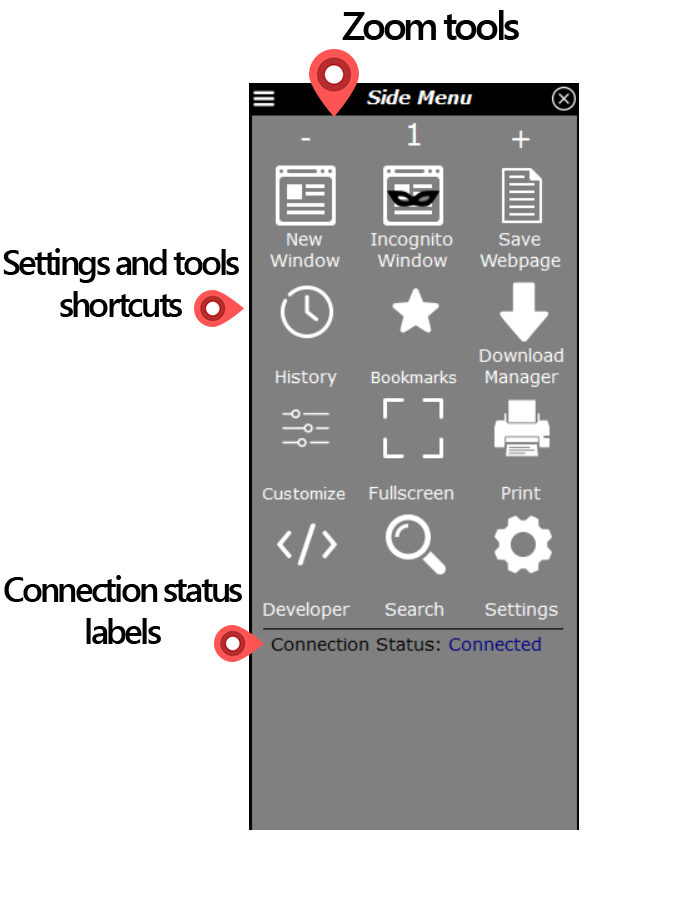 Zoom tools
Side Menu
- 1 +
New Window
Incognito Window
Save Webpage
Settings and tools
shortcuts
History
Bookmarks
Download Manager
Customize
Fullscreen
Print
Developer
Search
Settings
Connection status
labels
Connection Status: Connected